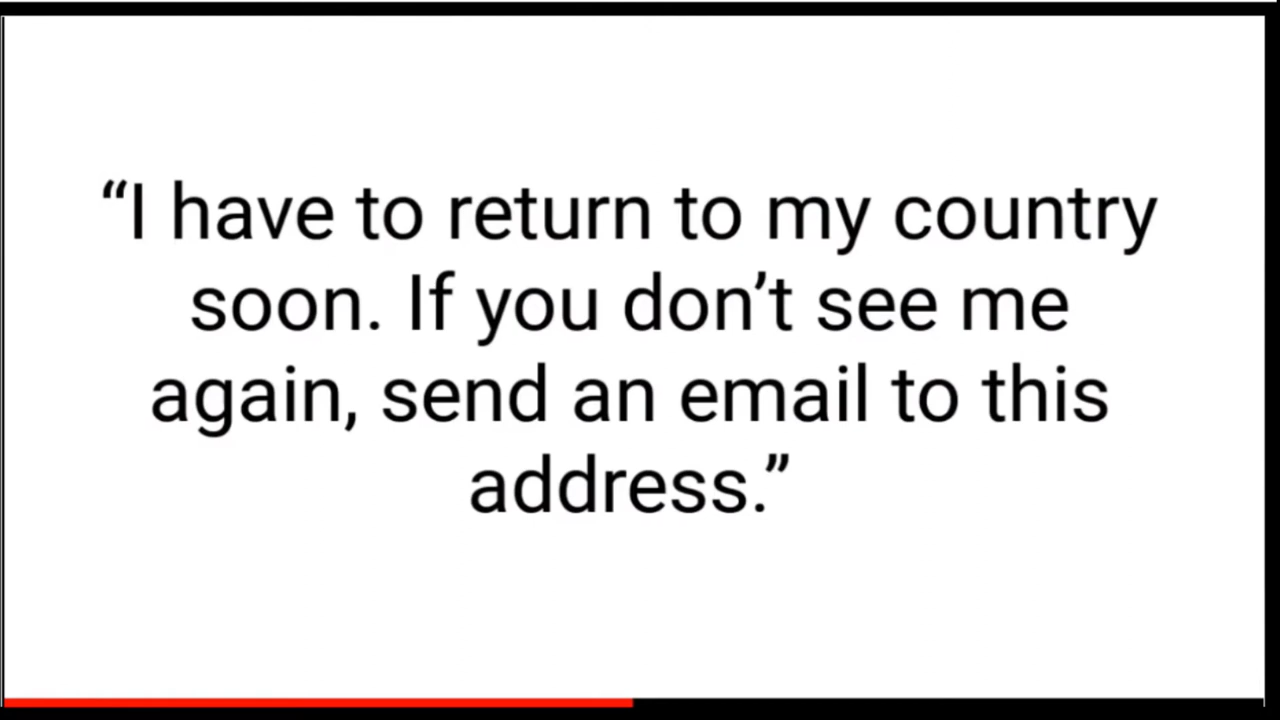 “I have to return to my country
soon. If you don’t see me
again, send an email to this
address.”